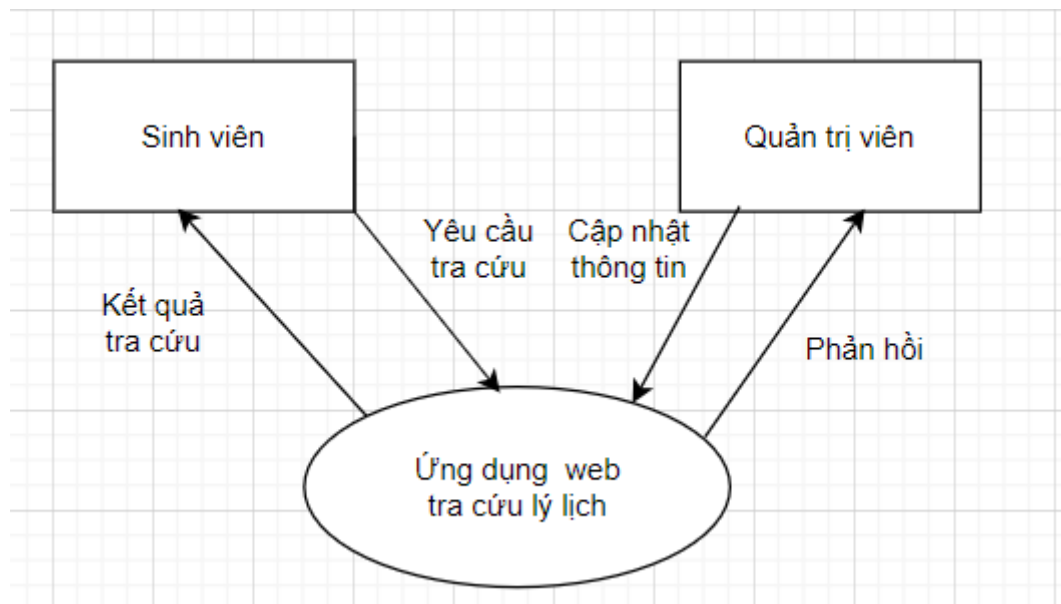 Sinh viên
Quản trị viên
Yêu cầu
tra cứu
Cập nhật
thông tin
Kết quả
tra cứu
Phản hồi
Ứng dụng web
tra cứu lý lịch